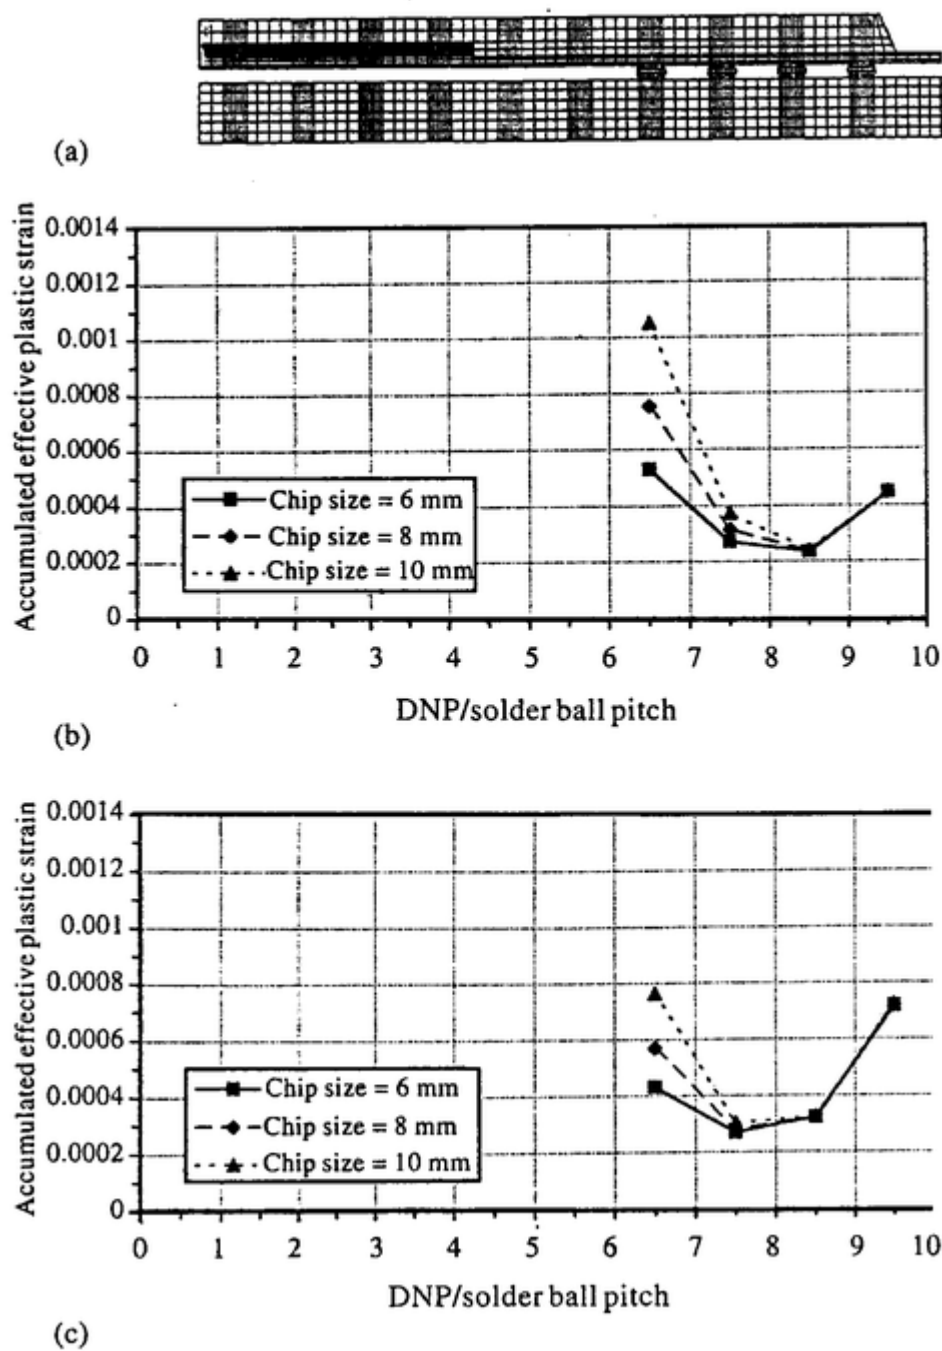 (a)
0.0014
0.0012
0.001
0.0008
0.0006
0.0004
0.0002
0
Accumulated effective plastic strain
Chip size = 6 mm
Chip size = 8 mm
Chip size = 10 mm
0 1 2 3 4 5 6 7 8 9 10
DNP/solder ball pitch
(b)
0.0014
0.0012
0.001
0.0008
0.0006
0.0004
0.0002
0
Accumulated effective plastic strain
Chip size = 6 mm
Chip size = 8 mm
Chip size = 10 mm
0 1 2 3 4 5 6 7 8 9 10
DNP/solder ball pitch
(c)